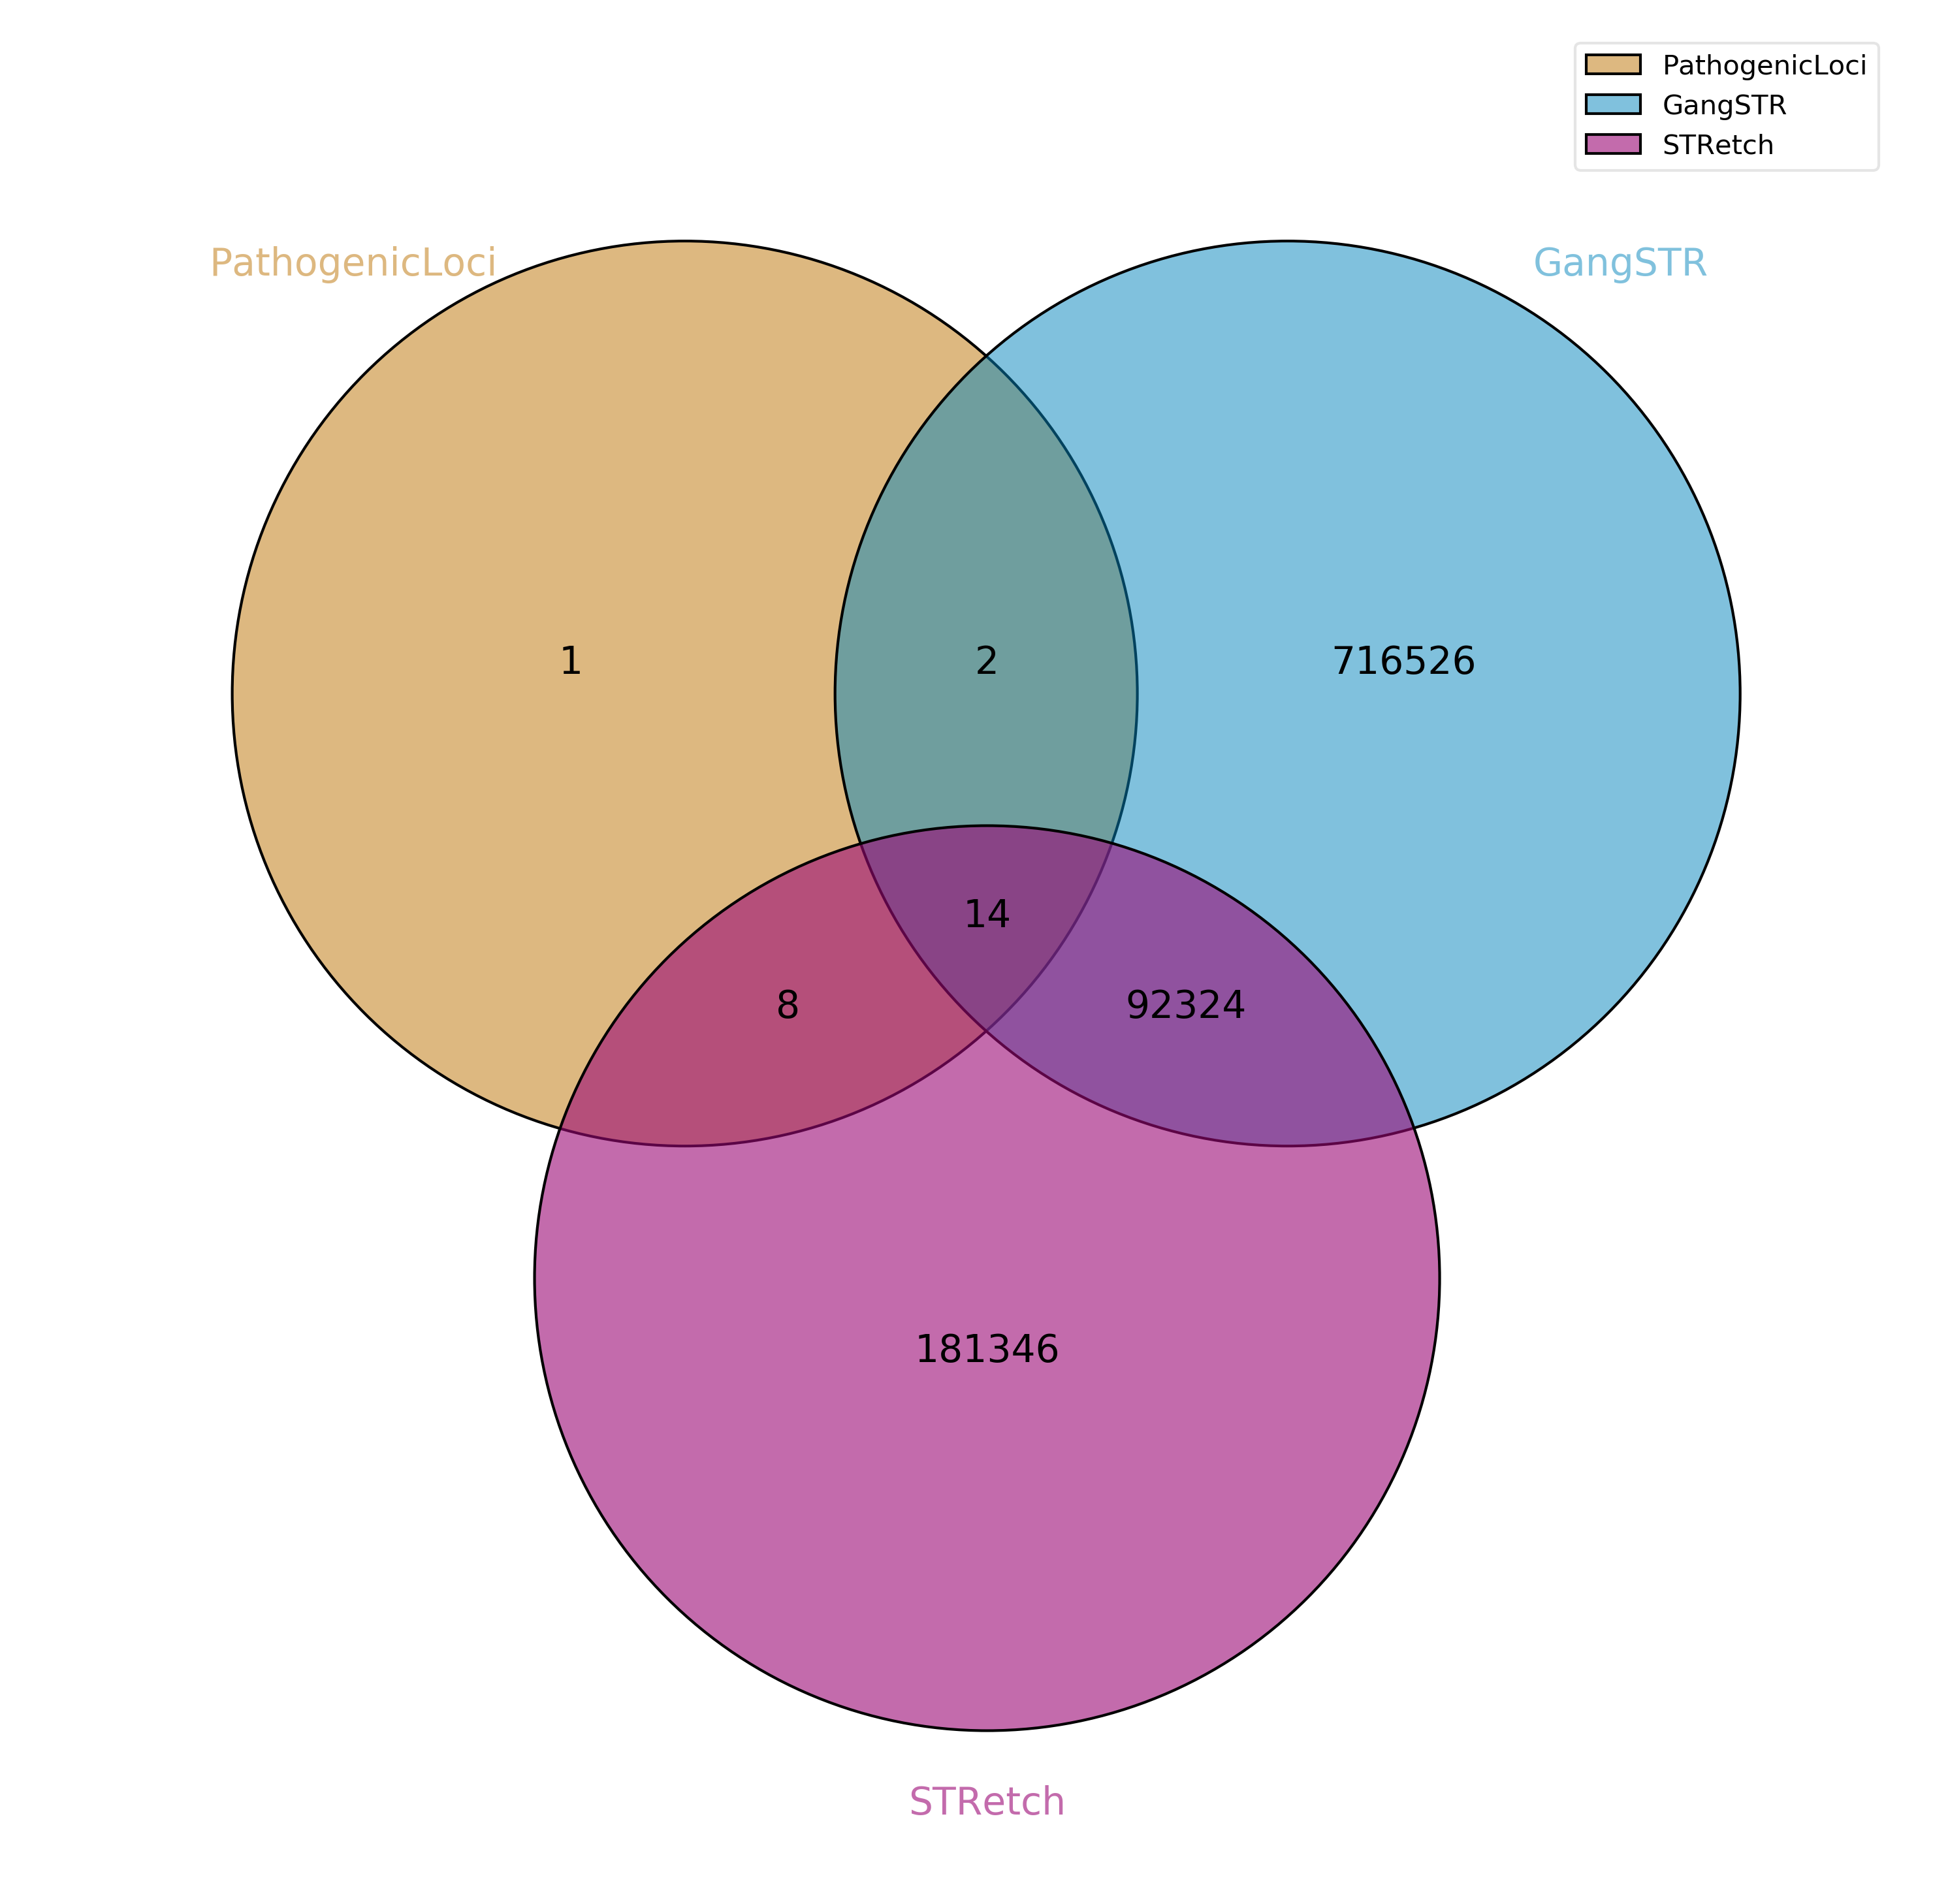 PathogenicLoci
GangSTR
STRetch
PathogenicLoci
GangSTR
1
2
716526
14
8
92324
181346
STRetch